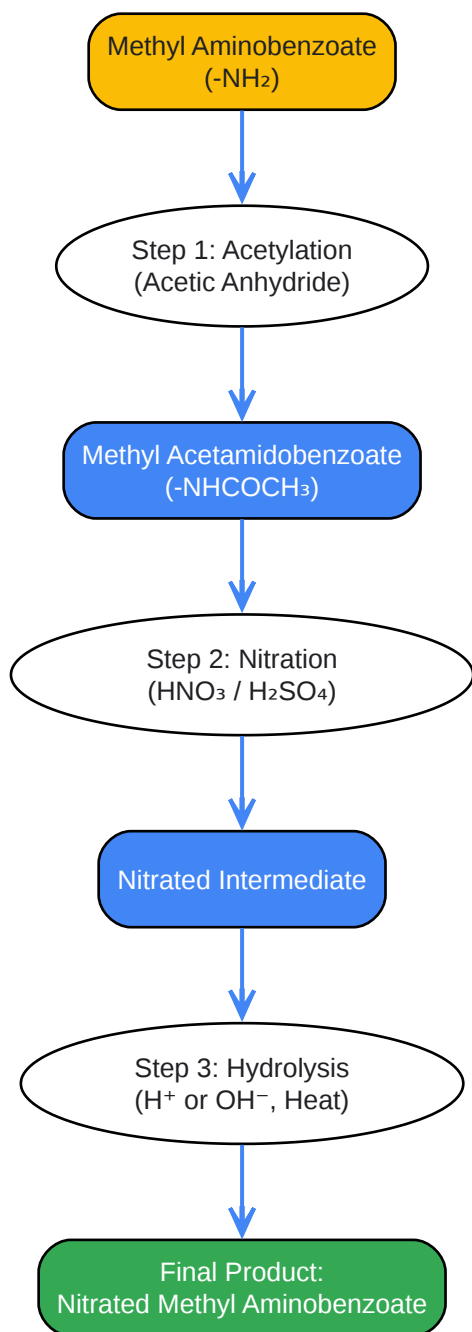 Methyl Aminobenzoate
(-NH₂)
Step 1: Acetylation
(Acetic Anhydride)
Methyl Acetamidobenzoate
(-NHCOCH₃)
Step 2: Nitration
(HNO₃ / H₂SO₄)
Nitrated Intermediate
Step 3: Hydrolysis
(H⁺ or OH⁻, Heat)
Final Product:
Nitrated Methyl Aminobenzoate